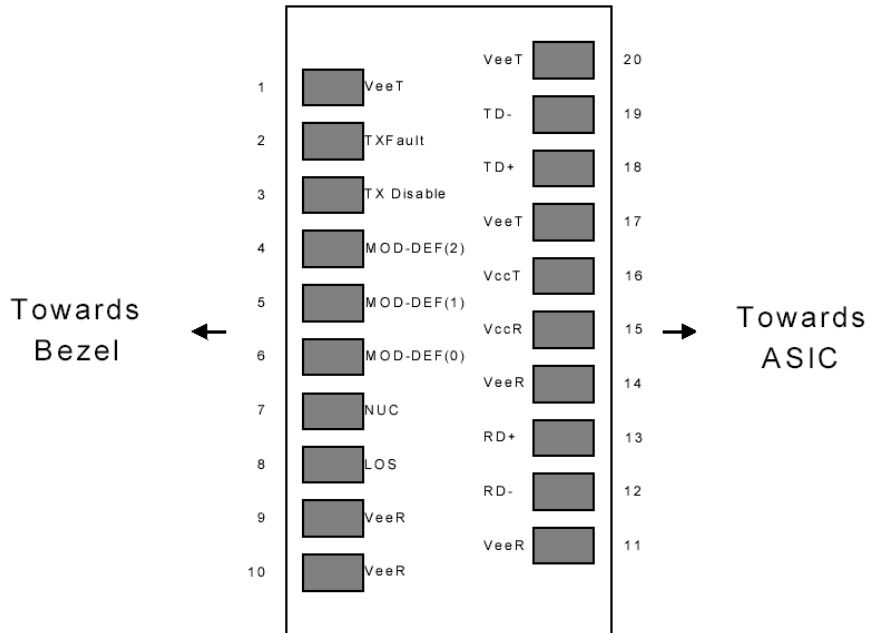 VeeT 20
1 VeeT
TD- 19
2 TXFault
TD+ 18
3 TX Disable
VeeT 17
4 MOD-DEF(2)
VccT 16
5 MOD-DEF(1)
VccR 15
6 MOD-DEF(0)
VeeR 14
7 NUC
RD+ 13
8 LOS
RD- 12
9 VeeR
VeeR 11
10 VeeR
Towards
Bezel
Towards
ASIC